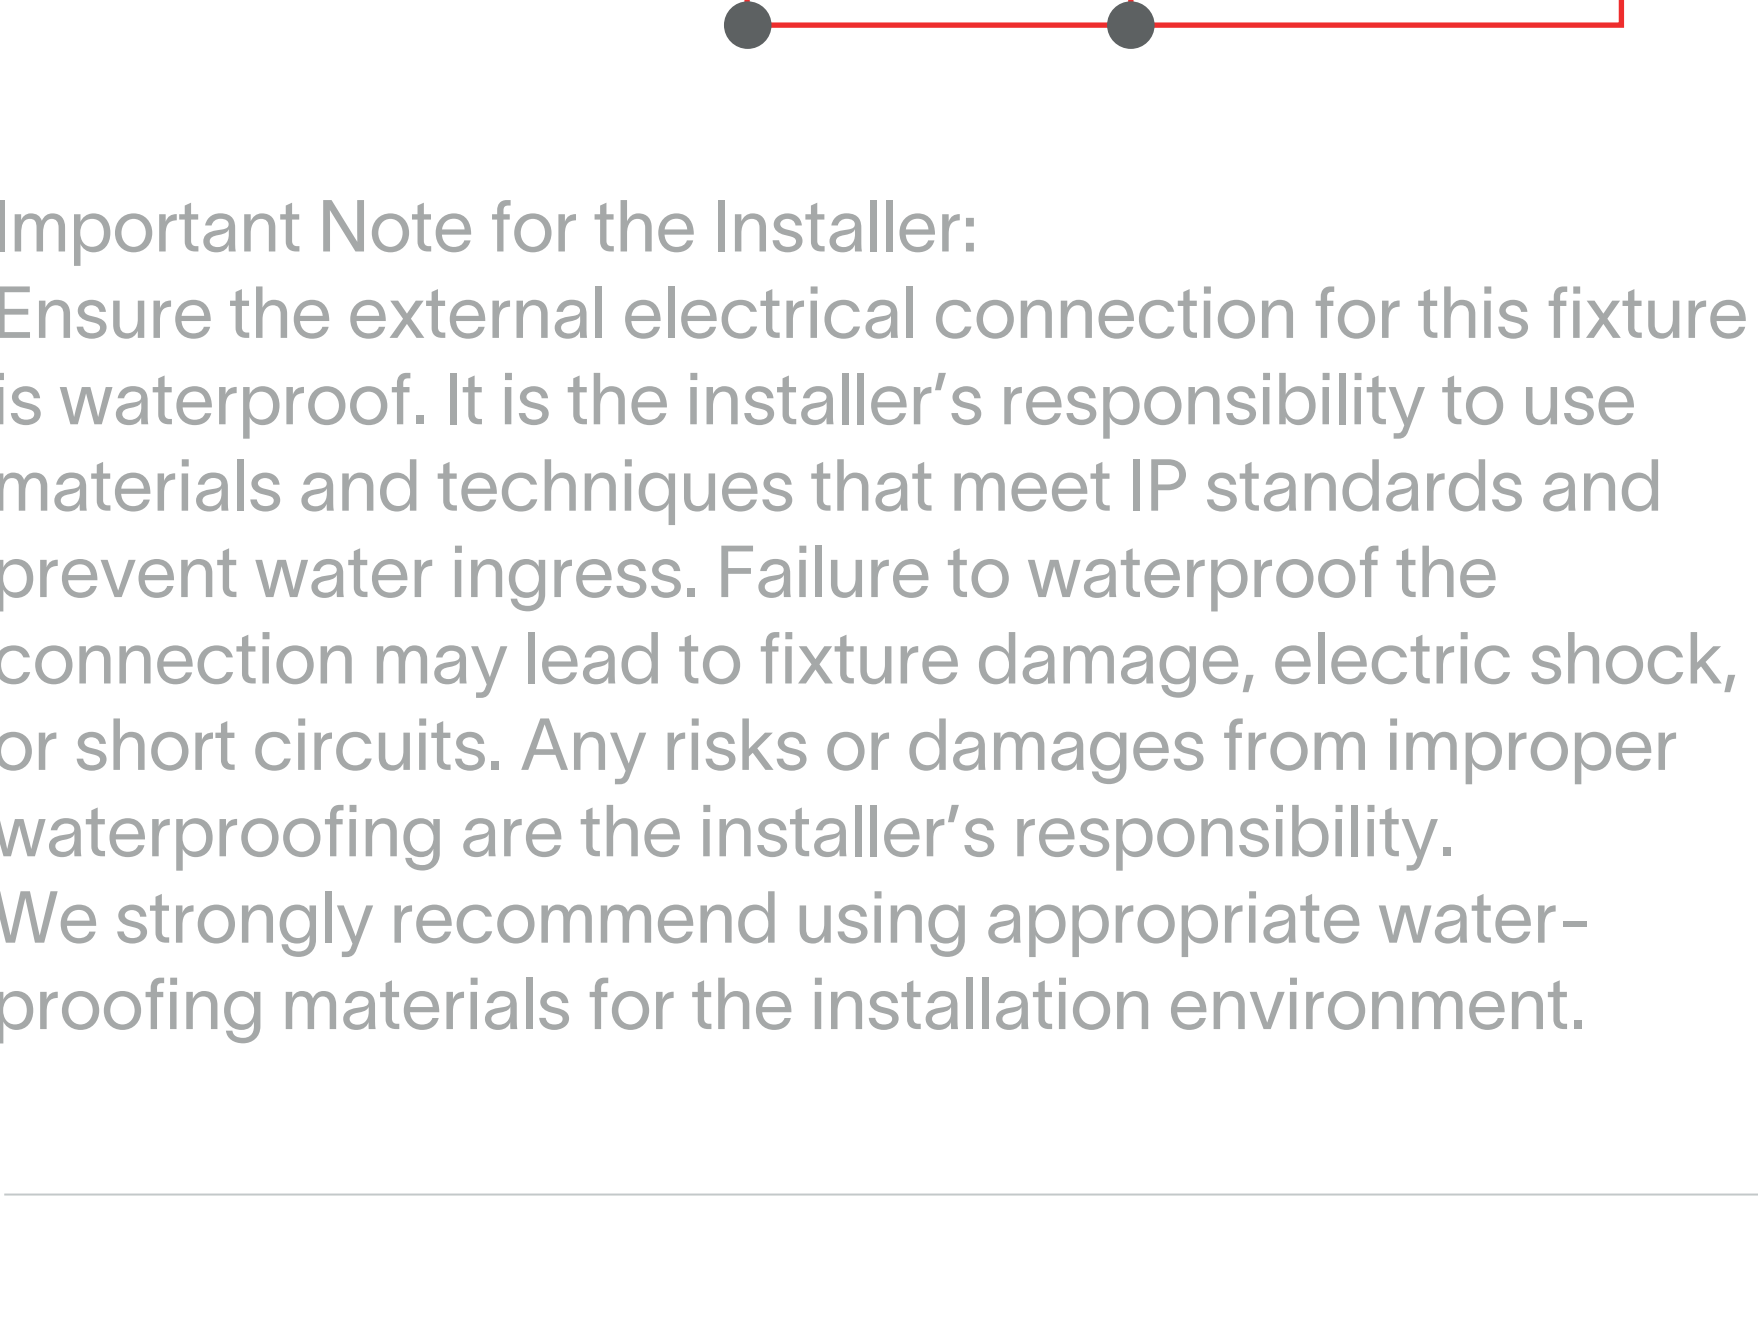 Important Note for the Installer:
Ensure the external electrical connection for this fixture
is waterproof. It is the installer’s responsibility to use
materials and techniques that meet IP standards and
prevent water ingress. Failure to waterproof the
connection may lead to fixture damage, electric shock,
or short circuits. Any risks or damages from improper
waterproofing are the installer’s responsibility.
We strongly recommend using appropriate water-
proofing materials for the installation environment.